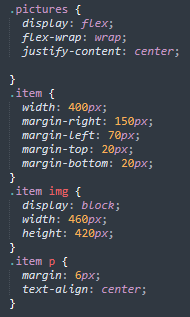 .pictures {
display: flex;
flex-wrap: wrap;
justify-content: center;
}
.item {
width: 400px;
margin-right: 150px;
margin-left: 70px;
margin-top: 20px;
margin-bottom: 20px;
}
.item img {
display: block;
width: 460px;
height: 420px;
}
.item p {
margin: 6px;
text-align: center;
}